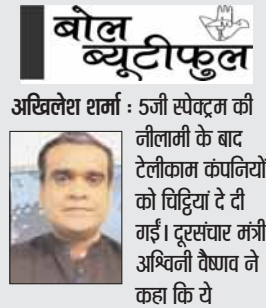 बोल
ब्यूटीफुल
अखिलेश शर्मा : 5जी स्पेक्ट्रम की
नीलामी के बाद
टेलीकाम कंपनियों
को चिट्ठियां दे दी
गईं। दूरसंचार मंत्री
अश्विनी वैष्णव ने
कहा कि ये